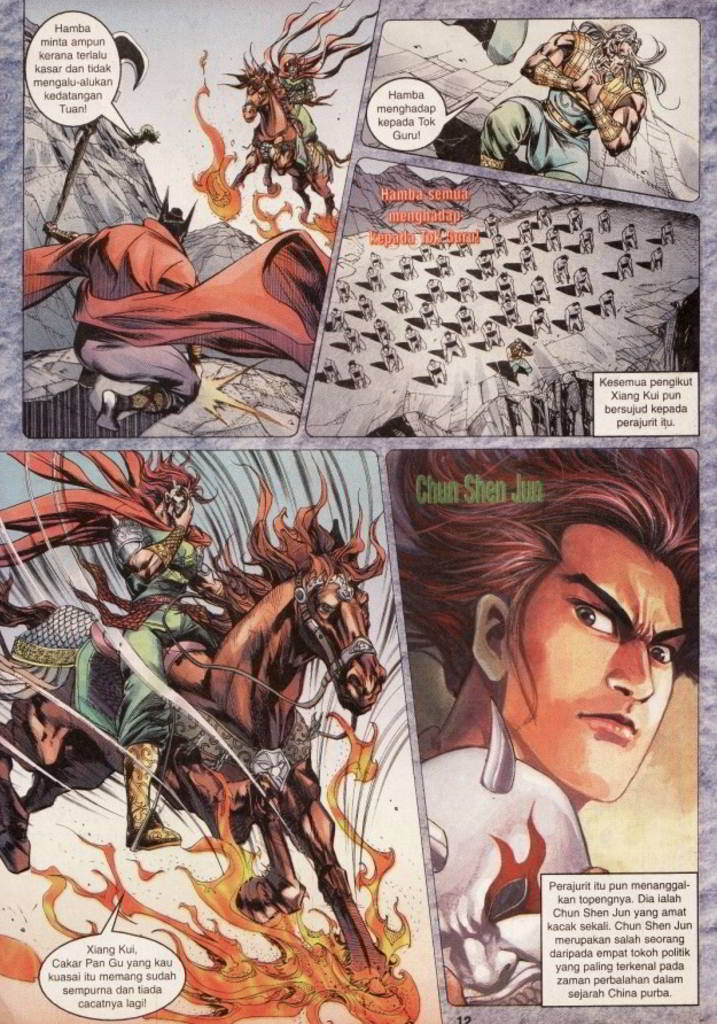 Hamba
minta ampun
kerana terlalu
kasar dan tidak
mengalu-alukan
kedatangan
Tuan!
Hamba
menghadap
kepada Tok
Guru!
Hamba semua
menghadap
kepada Tok Guru!
Kesemua pengikut
Xiang Kui pun
bersujud kepada
perajurit itu.
Xiang Kui,
Cakar Pan Gu yang kau
kuasai itu memang sudah
sempurna dan tiada
cacatnya lagi!
Chun Shen Jun
Perajurit itu pun menanggal-
kan topengnya. Dia ialah
Chun Shen Jun yang amat
kacak sekali. Chun Shen Jun
merupakan salah seorang
daripada empat tokoh politik
yang paling terkenal pada
zaman perbalahan dalam
sejarah China purba.
12